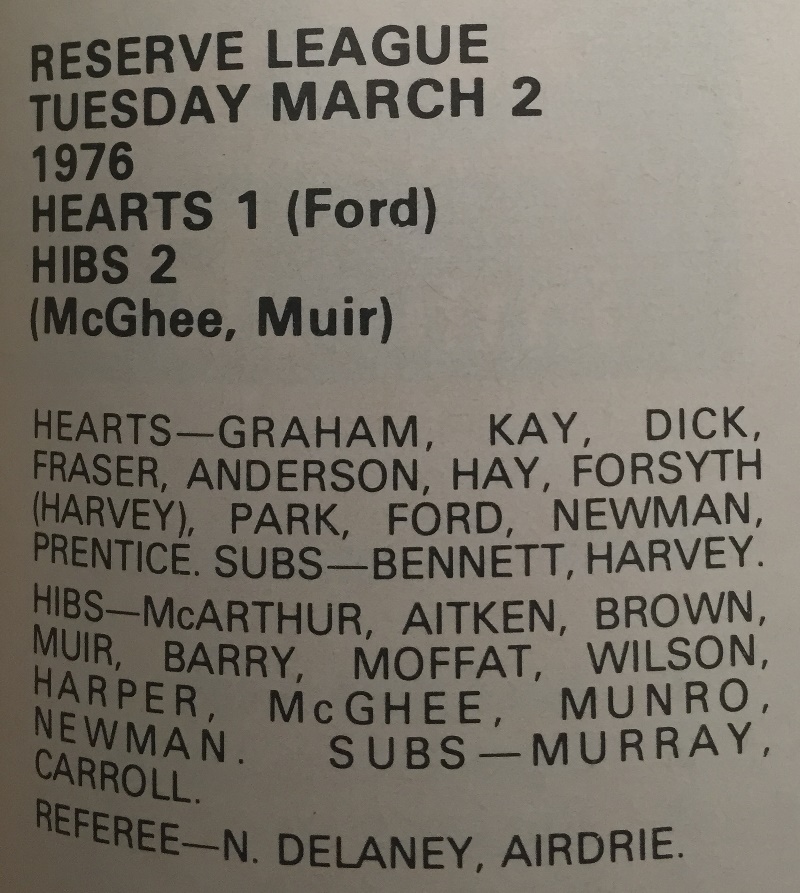 RESERVE LEAGUE
TUESDAY MARCH 2
1976
HEARTS 1 (Ford)
HIBS 2
(McGhee, Muir)
HEARTS—GRAHAM, KAY, DICK,
FRASER, ANDERSON, HAY, FORSYTH
(HARVEY), PARK, FORD, NEWMAN,
PRENTICE. SUBS—BENNETT, HARVEY.
HIBS—McARTHUR, AITKEN, BROWN,
MUIR, BARRY, MOFFAT, WILSON,
HARPER, McGHEE, MUNRO,
NEWMAN. SUBS—MURRAY,
CARROLL.
REFEREE—N. DELANEY, AIRDRIE.